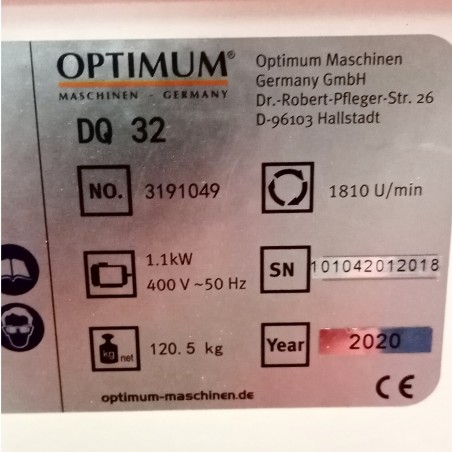 OPTIMUM®
MASCHINEN - GERMANY
Optimum Maschinen
Germany GmbH
Dr.-Robert-Pfleger-Str. 26
D-96103 Hallstadt
DQ 32
NO. 3191049
1810 U/min
1.1kW
400 V ~50 Hz
SN 101042012018
kg net 120.5 kg
Year 2020
optimum-maschinen.de
CE